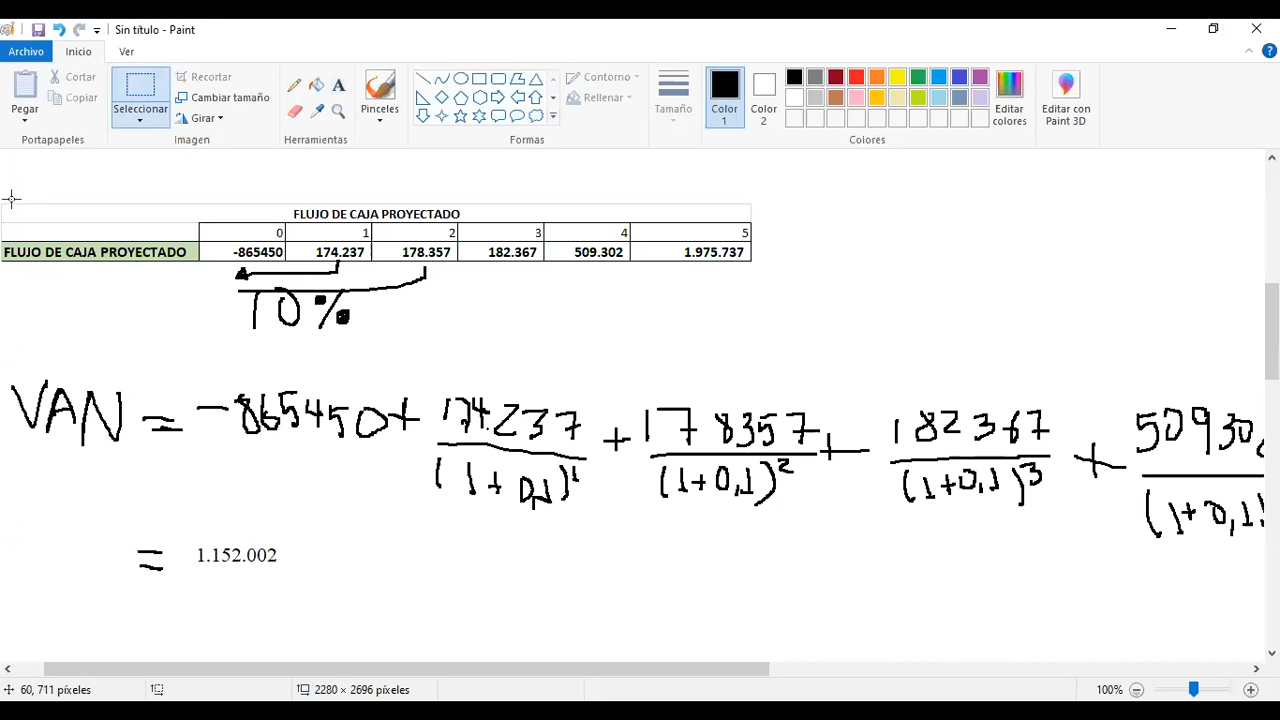 Sin título - Paint
Archivo Inicio Ver
Pegar
Cortar
Copiar
Portapapeles
Seleccionar
Recortar
Cambiar tamaño
Girar
Imagen
A
Herramientas
Pinceles
Contorno
Rellenar
Formas
Tamaño
Color 1
Color 2
Editar colores
Colores
Editar con Paint 3D
FLUJO DE CAJA PROYECTADO
0 1 2 3 4 5
FLUJO DE CAJA PROYECTADO -865450 174.237 178.357 182.367 509.302 1.975.737
10%
VAN = -865450 + 174.237 + 178357 + 182367 + 50930
(1+0,1)1 (1+0,1)2 (1+0,1)3 (1+0,1
= 1.152.002
60, 711 píxeles 2280 × 2696 píxeles 100%